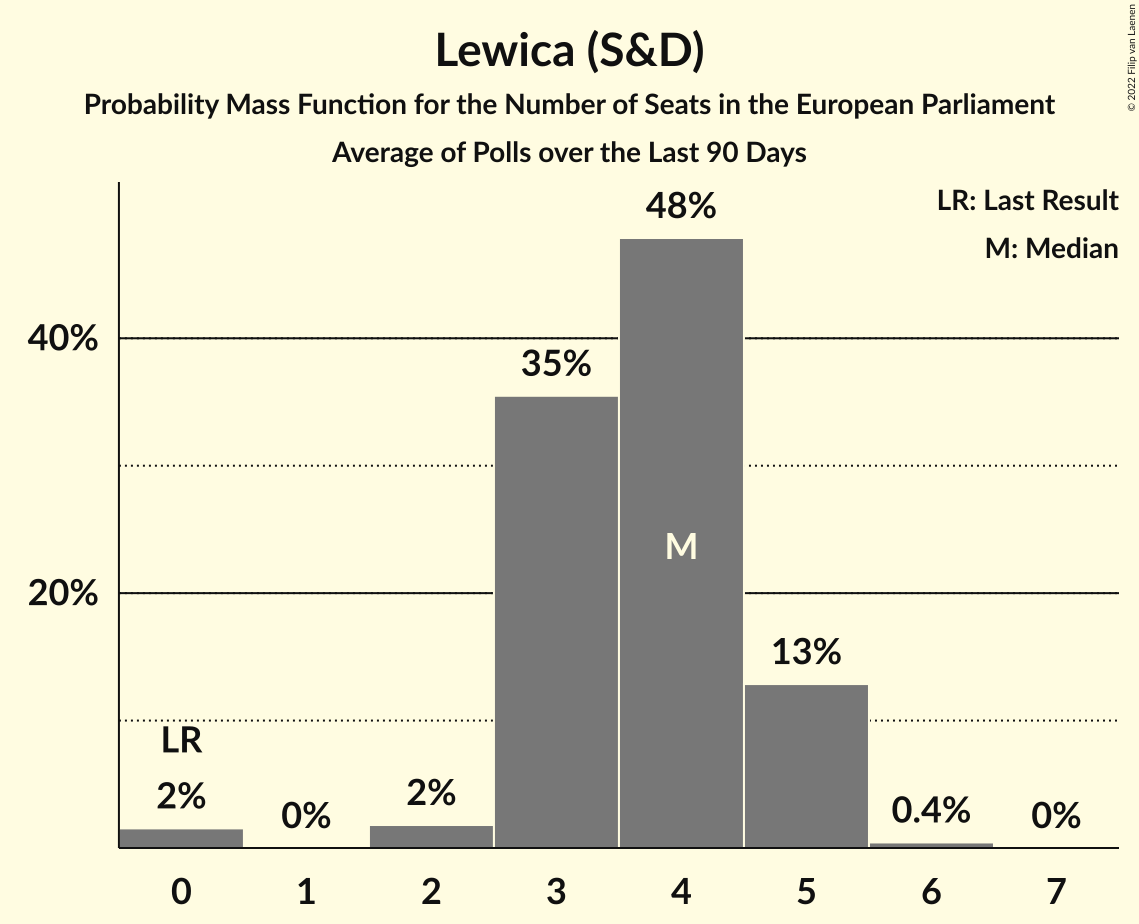 Lewica (S&D)
Probability Mass Function for the Number of Seats in the European Parliament
Average of Polls over the Last 90 Days
© 2022 Filip van Laenen
LR: Last Result
M: Median
48%
40%
35%
M
20%
13%
LR
2%
0%
2%
0.4%
0%
0 1 2 3 4 5 6 7